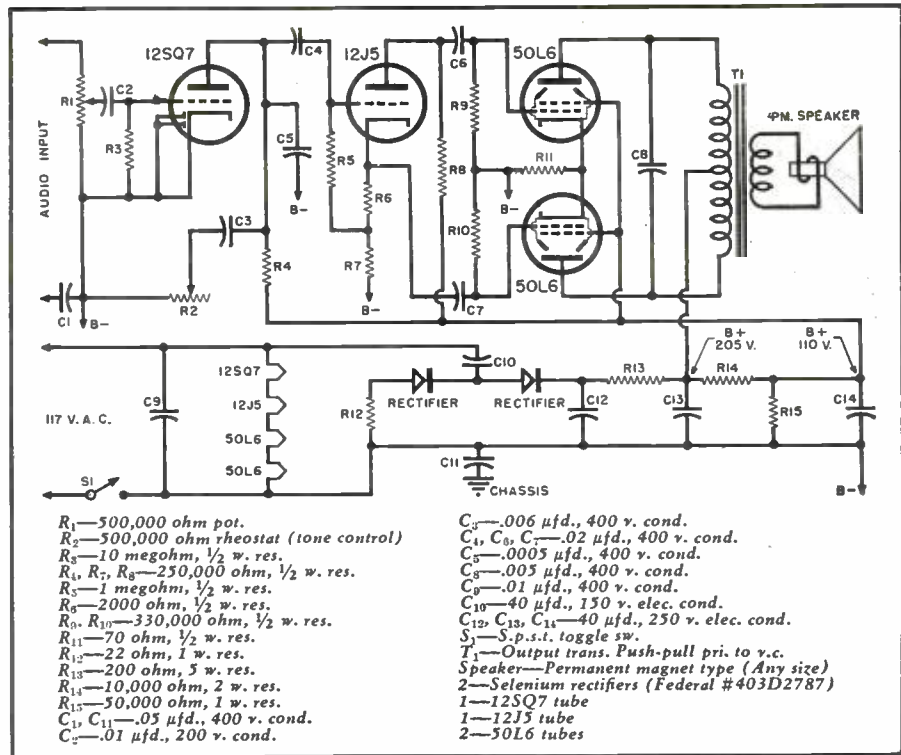 12SQ7
C4
12J5
C6
50L6
T1
4"PM. SPEAKER
AUDIO INPUT
R1
C2
R3
C5
B-
R5
R6
R8
R9
B-
R11
C8
C3
R4
R7
B-
R10
C7
50L6
C1
B-
R2
B+
205 V.
B+
110 V.
117 V. A.C.
C9
12SQ7
12J5
50L6
50L6
R12
RECTIFIER
C10
RECTIFIER
C12
R13
C13
R14
R15
C14
S1
C11
CHASSIS
B-
R₁—500,000 ohm pot.
R₂—500,000 ohm rheostat (tone control)
R₃—10 megohm, ½ w. res.
R₄, R₇, R₈—250,000 ohm, ½ w. res.
R₅—1 megohm, ½ w. res.
R₆—2000 ohm, ½ w. res.
R₉, R₁₀—330,000 ohm, ½ w. res.
R₁₁—70 ohm, ½ w. res.
R₁₂—22 ohm, 1 w. res.
R₁₃—200 ohm, 5 w. res.
R₁₄—10,000 ohm, 2 w. res.
R₁₅—50,000 ohm, 1 w. res.
C₁, C₁₁—.05 μfd., 400 v. cond.
C₂—.01 μfd., 200 v. cond.
C₃—.006 μfd., 400 v. cond.
C₄, C₆, C₇—.02 μfd., 400 v. cond.
C₅—.0005 μfd., 400 v. cond.
C₈—.005 μfd., 400 v. cond.
C₉—.01 μfd., 400 v. cond.
C₁₀—40 μfd., 150 v. elec. cond.
C₁₂, C₁₃, C₁₄—40 μfd., 250 v. elec. cond.
S₁—S.p.s.t. toggle sw.
T₁—Output trans. Push-pull pri. to v.c.
Speaker—Permanent magnet type (Any size)
2—Selenium rectifiers (Federal #403D2787)
1—12SQ7 tube
1—12J5 tube
2—50L6 tubes